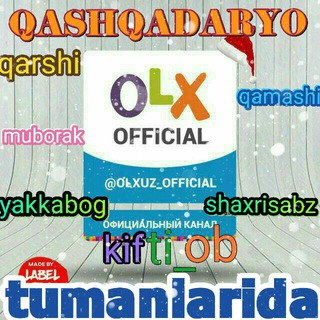 QASHQADARYO
qarshi
OLX
OFFiCIAL
qamashi
muborak
@OLXUZ_OFFICIAL
yakkabog
shaxrisabz
ОФИЦИАЛЬНЫЙ КАНАЛ
kifti_ob
MADE BY
LABEL
tumanlarida